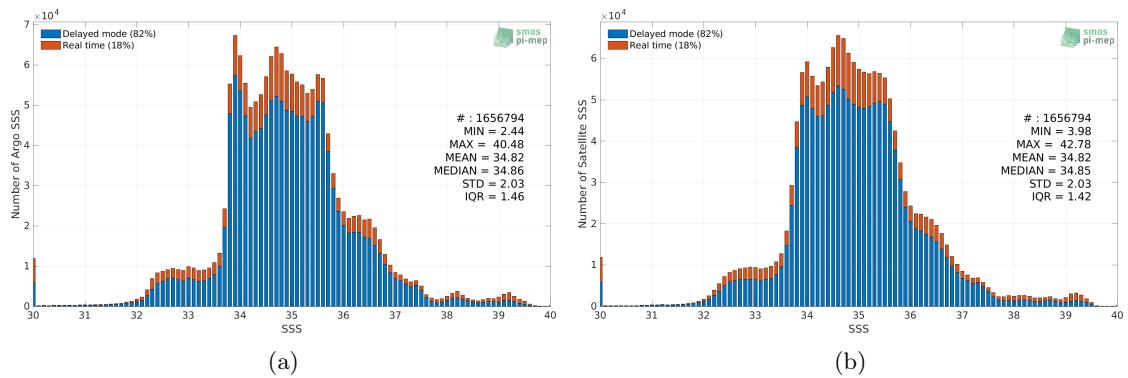 ×10⁴
Delayed mode (82%)
Real time (18%)
smos
pi-mep
# : 1656794
MIN = 2.44
MAX = 40.48
MEAN = 34.82
MEDIAN = 34.86
STD = 2.03
IQR = 1.46
Number of Argo SSS
7
6
5
4
3
2
1
0
30 31 32 33 34 35 36 37 38 39 40
SSS
(a)
×10⁴
Delayed mode (82%)
Real time (18%)
smos
pi-mep
# : 1656794
MIN = 3.98
MAX = 42.78
MEAN = 34.82
MEDIAN = 34.85
STD = 2.03
IQR = 1.42
Number of Satellite SSS
6
5
4
3
2
1
0
30 31 32 33 34 35 36 37 38 39 40
SSS
(b)